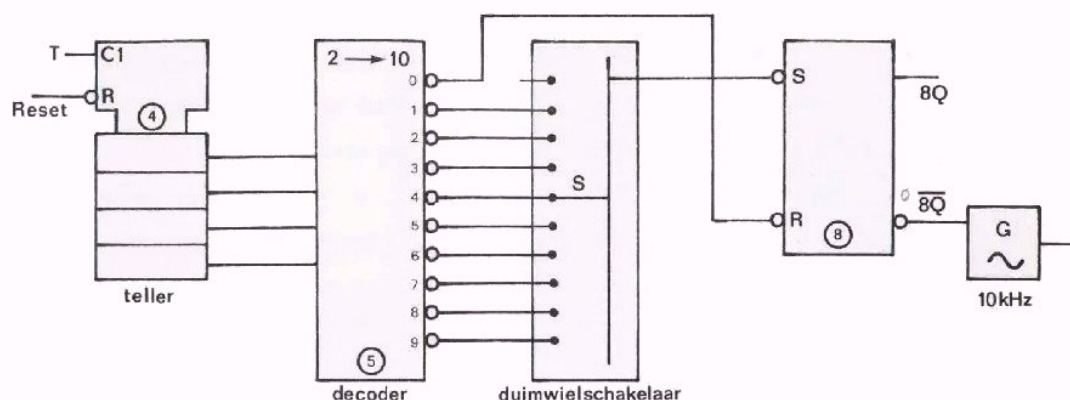 T
C1
Reset
R
4
teller
2 → 10
0
1
2
3
4
5
6
7
8
9
5
decoder
S
duimwielschakelaar
S
R
8
8Q
8Q̅
G
10kHz